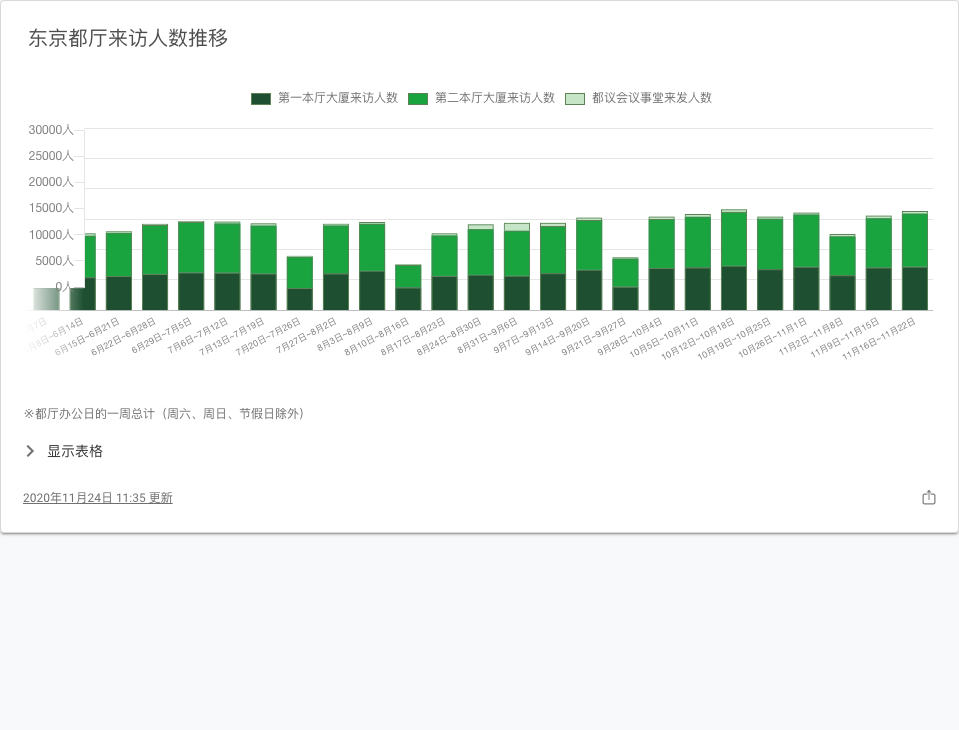 东京都厅来访人数推移
第一本厅大厦来访人数 第二本厅大厦来访人数 都议会议事堂来发人数
30000人
25000人
20000人
15000人
10000人
5000人
0人
6月15日~6月21日
6月22日~6月28日
6月29日~7月5日
7月6日~7月12日
7月13日~7月19日
7月20日~7月26日
7月27日~8月2日
8月3日~8月9日
8月10日~8月16日
8月17日~8月23日
8月24日~8月30日
8月31日~9月6日
9月7日~9月13日
9月14日~9月20日
9月21日~9月27日
9月28日~10月4日
10月5日~10月11日
10月12日~10月18日
10月19日~10月25日
10月26日~11月1日
11月2日~11月8日
11月9日~11月15日
11月16日~11月22日
※都厅办公日的一周总计（周六、周日、节假日除外）
显示表格
2020年11月24日 11:35 更新